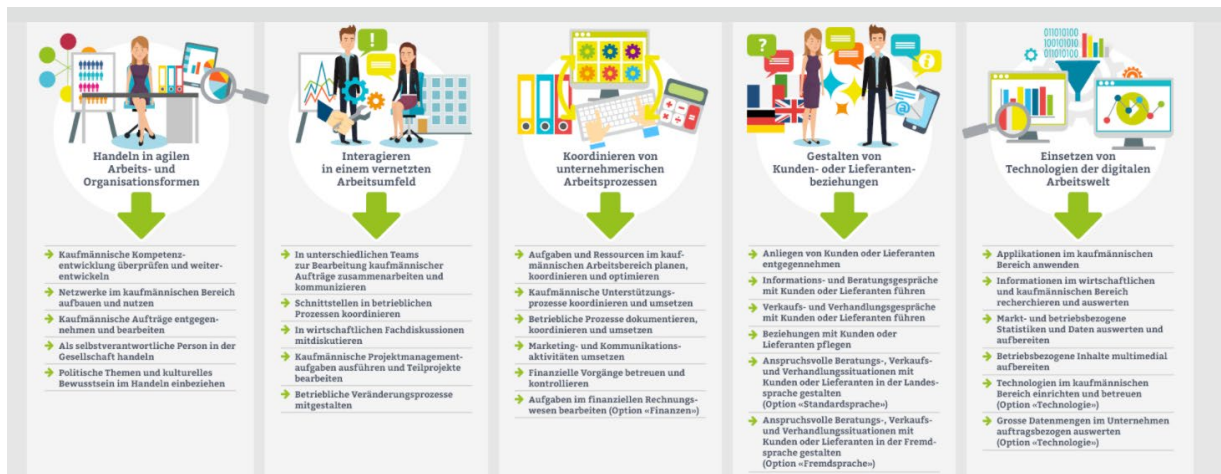 Handeln in agilen
Arbeits- und
Organisationsformen
Kaufmännische Kompetenz-
entwicklung überprüfen und weiter-
entwickeln
Netzwerke im kaufmännischen Bereich
aufbauen und nutzen
Kaufmännische Aufträge entgegen-
nehmen und bearbeiten
Als selbstverantwortliche Person in der
Gesellschaft handeln
Politische Themen und kulturelles
Bewusstsein im Handeln einbeziehen
!
Interagieren
in einem vernetzten
Arbeitsumfeld
In unterschiedlichen Teams
zur Bearbeitung kaufmännischer
Aufträge zusammenarbeiten und
kommunizieren
Schnittstellen in betrieblichen
Prozessen koordinieren
In wirtschaftlichen Fachdiskussionen
mitdiskutieren
Kaufmännische Projektmanagement-
aufgaben ausführen und Teilprojekte
bearbeiten
Betriebliche Veränderungsprozesse
mitgestalten
Koordinieren von
unternehmerischen
Arbeitsprozessen
Aufgaben und Ressourcen im kauf-
männischen Arbeitsbereich planen,
koordinieren und optimieren
Kaufmännische Unterstützungs-
prozesse koordinieren und umsetzen
Betriebliche Prozesse dokumentieren,
koordinieren und umsetzen
Marketing- und Kommunikations-
aktivitäten umsetzen
Finanzielle Vorgänge betreuen und
kontrollieren
Aufgaben im finanziellen Rechnungs-
wesen bearbeiten (Option «Finanzen»)
?
i
@
Gestalten von
Kunden- oder Lieferanten-
beziehungen
Anliegen von Kunden oder Lieferanten
entgegennehmen
Informations- und Beratungsgespräche
mit Kunden oder Lieferanten führen
Verkaufs- und Verhandlungsgespräche
mit Kunden oder Lieferanten führen
Beziehungen mit Kunden oder
Lieferanten pflegen
Anspruchsvolle Beratungs-, Verkaufs-
und Verhandlungssituationen mit
Kunden oder Lieferanten in der Landes-
sprache gestalten
(Option «Standardsprache»)
Anspruchsvolle Beratungs-, Verkaufs-
und Verhandlungssituationen mit
Kunden oder Lieferanten in der Fremd-
sprache gestalten
(Option «Fremdsprache»)
011010100
100101010
011010100
Einsetzen von
Technologien der digitalen
Arbeitswelt
Applikationen im kaufmännischen
Bereich anwenden
Informationen im wirtschaftlichen
und kaufmännischen Bereich
recherchieren und auswerten
Markt- und betriebsbezogene
Statistiken und Daten auswerten und
aufbereiten
Betriebsbezogene Inhalte multimedial
aufbereiten
Technologien im kaufmännischen
Bereich einrichten und betreuen
(Option «Technologie»)
Grosse Datenmengen im Unternehmen
auftragsbezogen auswerten
(Option «Technologie»)